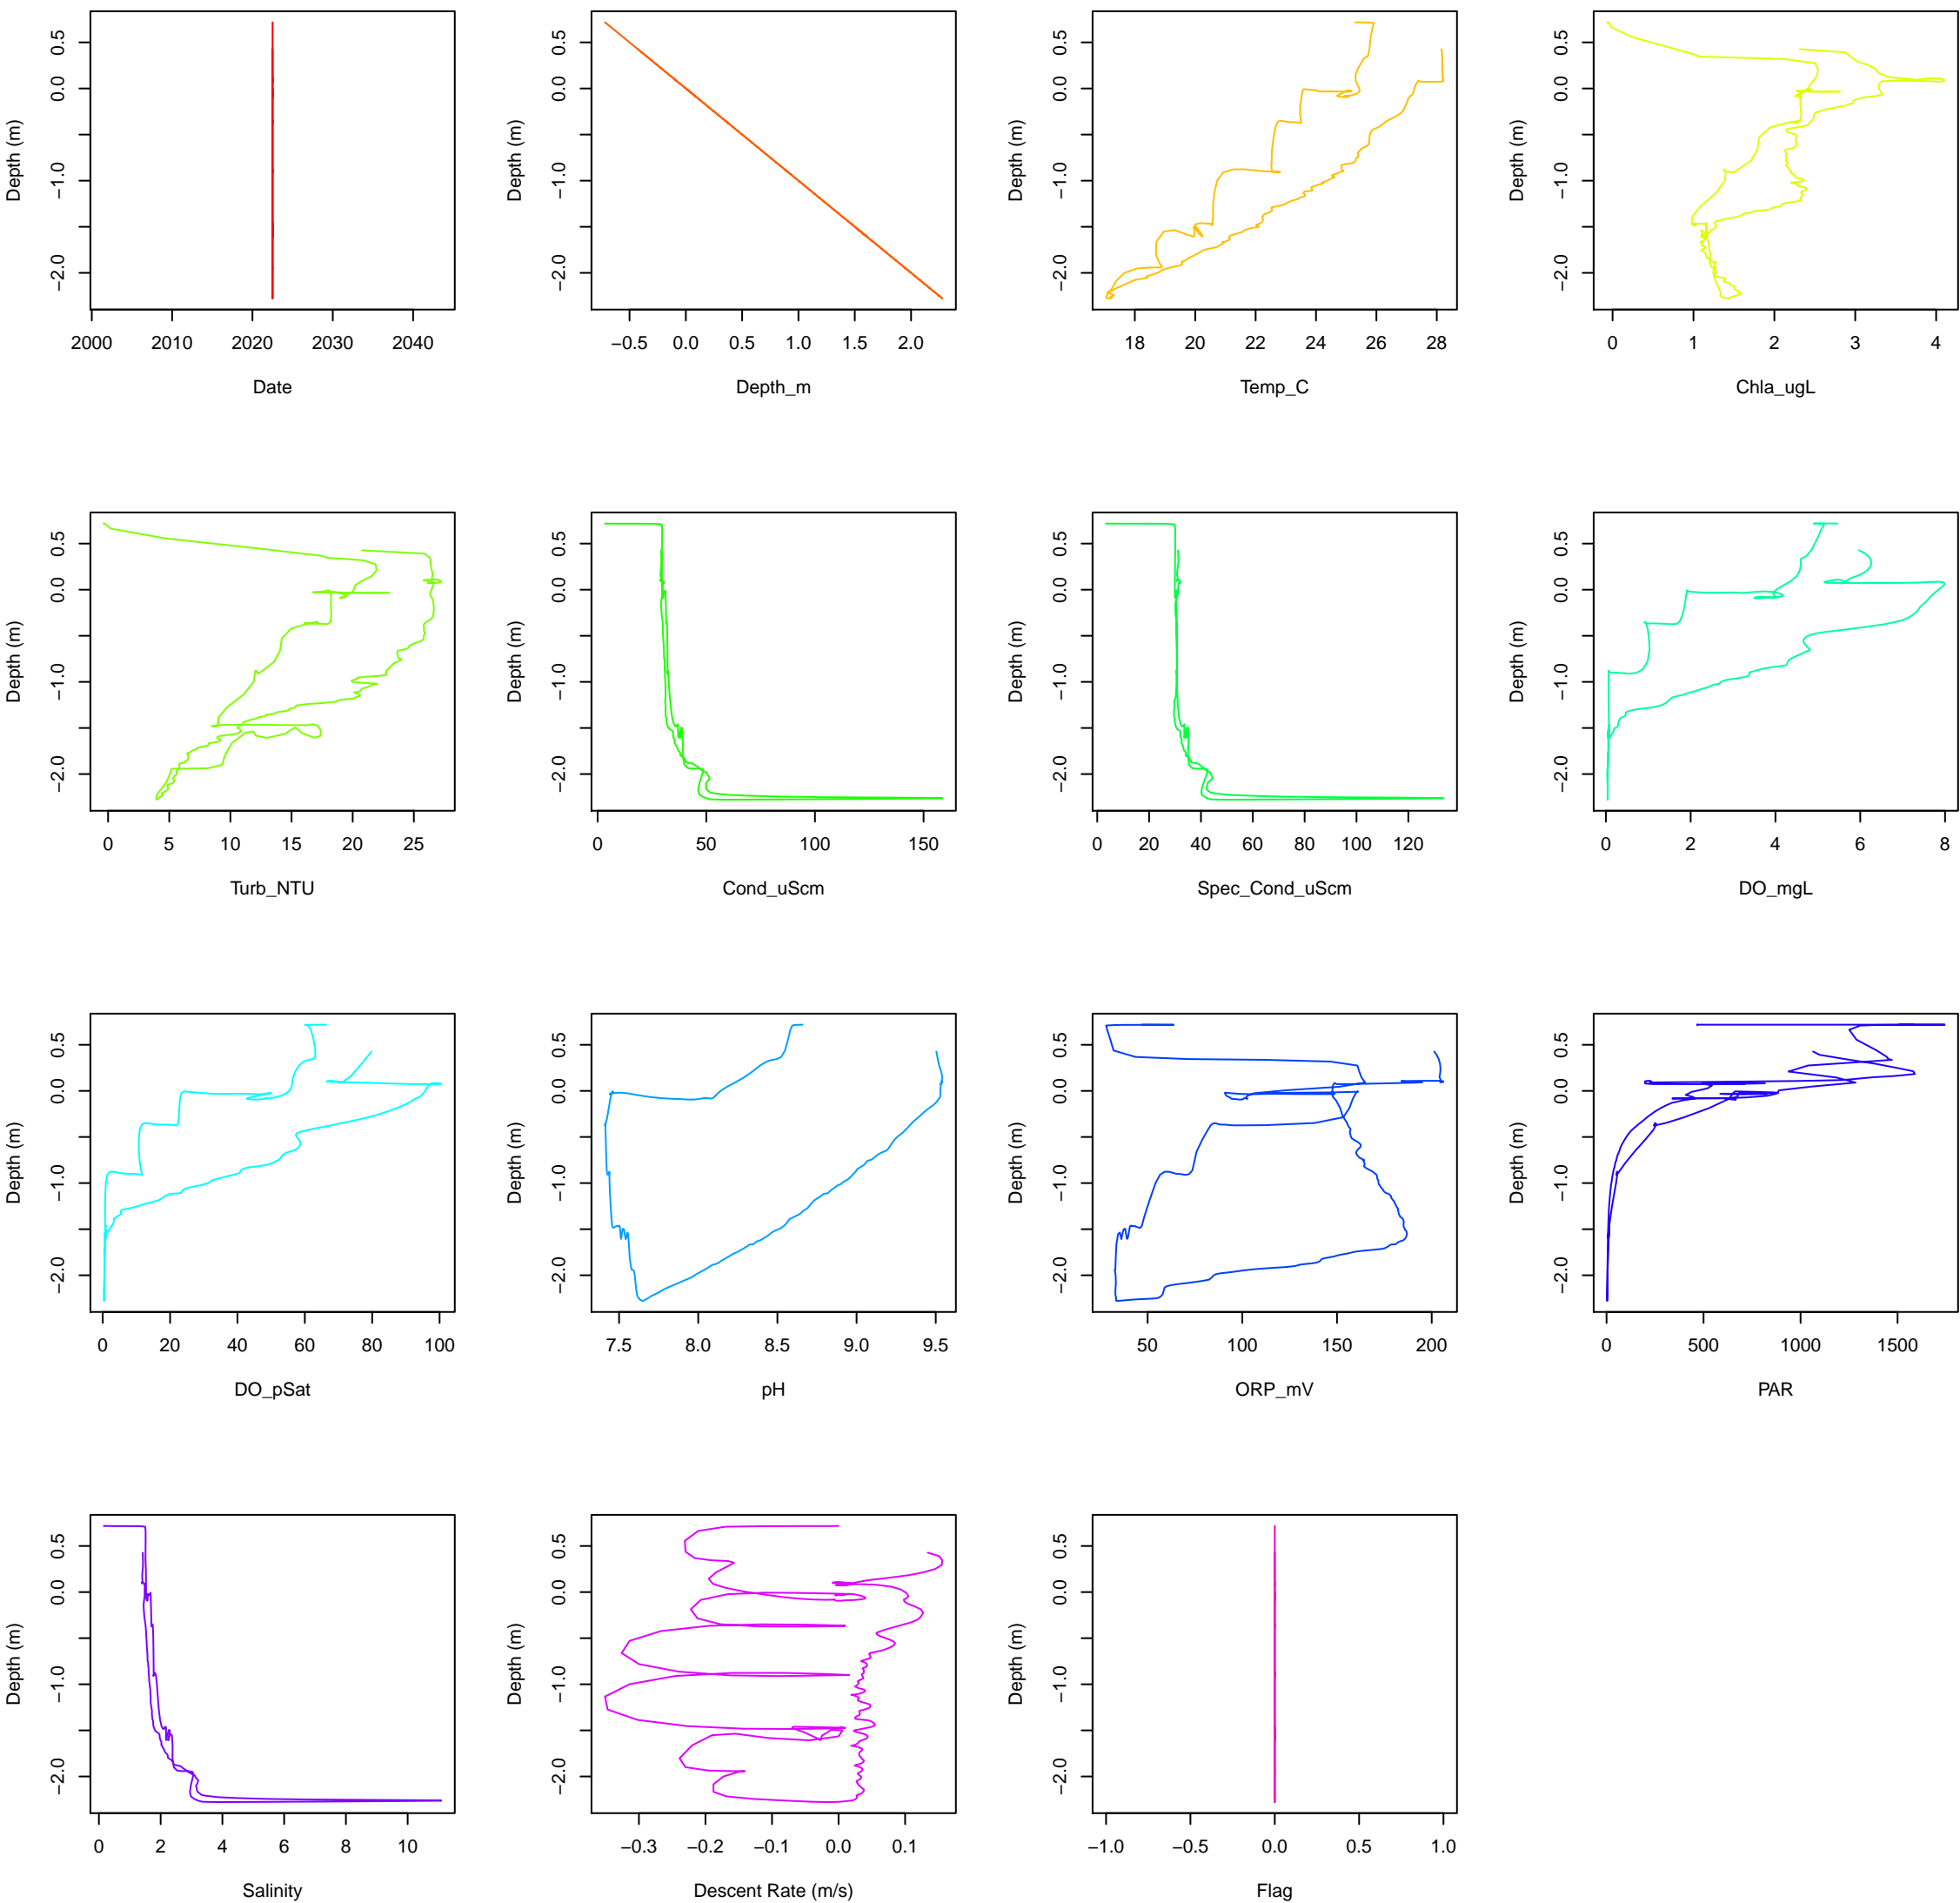 Depth (m)
0.5
0.0
−1.0
−2.0
2000 2010 2020 2030 2040
Date
Depth (m)
0.5
0.0
−1.0
−2.0
−0.5 0.0 0.5 1.0 1.5 2.0
Depth_m
Depth (m)
0.5
0.0
−1.0
−2.0
18 20 22 24 26 28
Temp_C
Depth (m)
0.5
0.0
−1.0
−2.0
0 1 2 3 4
Chla_ugL
Depth (m)
0.5
0.0
−1.0
−2.0
0 5 10 15 20 25
Turb_NTU
Depth (m)
0.5
0.0
−1.0
−2.0
0 50 100 150
Cond_uScm
Depth (m)
0.5
0.0
−1.0
−2.0
0 20 40 60 80 100 120
Spec_Cond_uScm
Depth (m)
0.5
0.0
−1.0
−2.0
0 2 4 6 8
DO_mgL
Depth (m)
0.5
0.0
−1.0
−2.0
0 20 40 60 80 100
DO_pSat
Depth (m)
0.5
0.0
−1.0
−2.0
7.5 8.0 8.5 9.0 9.5
pH
Depth (m)
0.5
0.0
−1.0
−2.0
50 100 150 200
ORP_mV
Depth (m)
0.5
0.0
−1.0
−2.0
0 500 1000 1500
PAR
Depth (m)
0.5
0.0
−1.0
−2.0
0 2 4 6 8 10
Salinity
Depth (m)
0.5
0.0
−1.0
−2.0
−0.3 −0.2 −0.1 0.0 0.1
Descent Rate (m/s)
Depth (m)
0.5
0.0
−1.0
−2.0
−1.0 −0.5 0.0 0.5 1.0
Flag